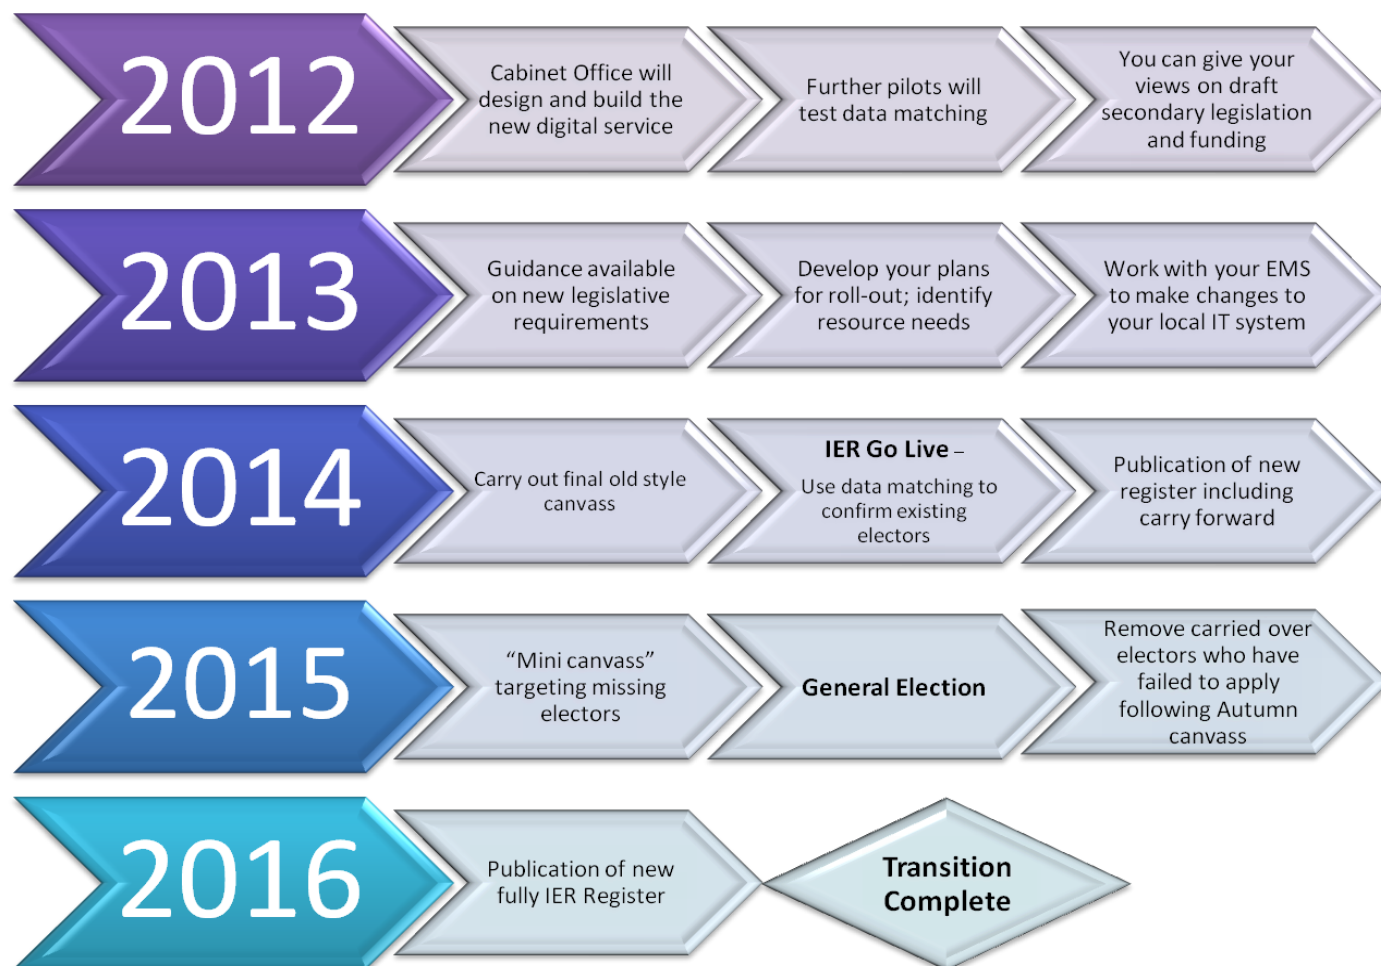 2012
Cabinet Office will
design and build the
new digital service
Further pilots will
test data matching
You can give your
views on draft
secondary legislation
and funding
2013
Guidance available
on new legislative
requirements
Develop your plans
for roll-out; identify
resource needs
Work with your EMS
to make changes to
your local IT system
2014
Carry out final old style
canvass
IER Go Live –
Use data matching to
confirm existing
electors
Publication of new
register including
carry forward
2015
“Mini canvass”
targeting missing
electors
General Election
Remove carried over
electors who have
failed to apply
following Autumn
canvass
2016
Publication of new
fully IER Register
Transition
Complete